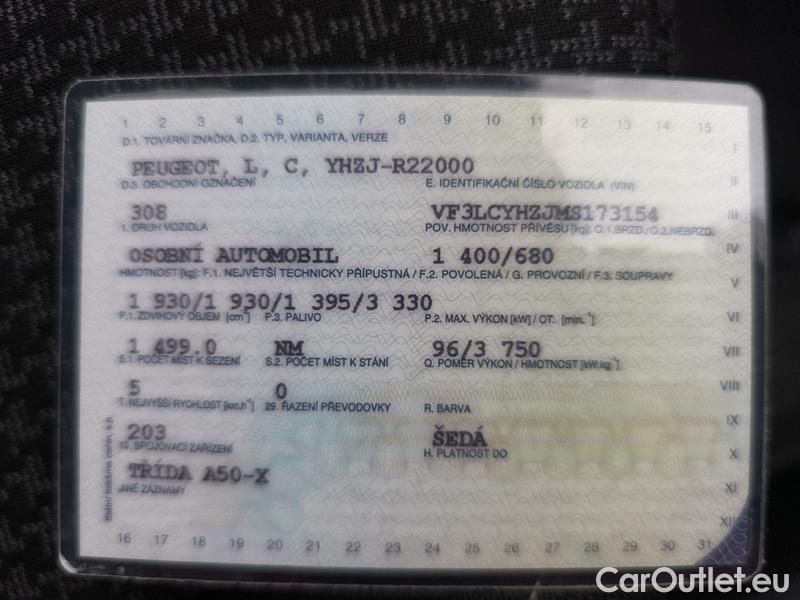 1 2 3 4 5 6 7 8 9 10 11 12 13 14 15
D.1. TOVÁRNÍ ZNAČKA, D.2. TYP, VARIANTA, VERZE
I
PEUGEOT, L, C, YHZJ-R22000
D.3. OBCHODNÍ OZNAČENÍ E. IDENTIFIKAČNÍ ČÍSLO VOZIDLA (VIN)
II
308 VF3LCYHZJMS173154
III
1. DRUH VOZIDLA POV. HMOTNOST PŘÍVĚSU [kg]: O.1 BRZD./O.2 NEBRZD.
IV
OSOBNÍ AUTOMOBIL 1 400/680
HMOTNOST [kg]: F.1. NEJVĚTŠÍ TECHNICKY PŘÍPUSTNÁ / F.2. POVOLENÁ / G. PROVOZNÍ / F.3. SOUPRAVY
V
1 930/1 930/1 395/3 330
P.1. ZDVIHOVÝ OBJEM [cm³] P.3. PALIVO P.2. MAX. VÝKON [kW] / OT. [min.⁻¹]
VI
1 499.0 NM 96/3 750
VII
S.1. POČET MÍST K SEZENÍ S.2. POČET MÍST K STÁNÍ Q. POMĚR VÝKON / HMOTNOST [kW.kg⁻¹]
5 0
VIII
T. NEJVYŠŠÍ RYCHLOST [km.h⁻¹] 29. ŘAZENÍ PŘEVODOVKY R. BARVA
IX
203 ŠEDÁ
19. SPOJOVACÍ ZAŘÍZENÍ H. PLATNOST DO
X
TŘÍDA A50-X
JINÉ ZÁZNAMY
XI
XII
16 17 18 19 20 21 22 23 24 25 26 27 28 29 30 31
Státní tiskárna cenin, s.p.
CarOutlet.eu